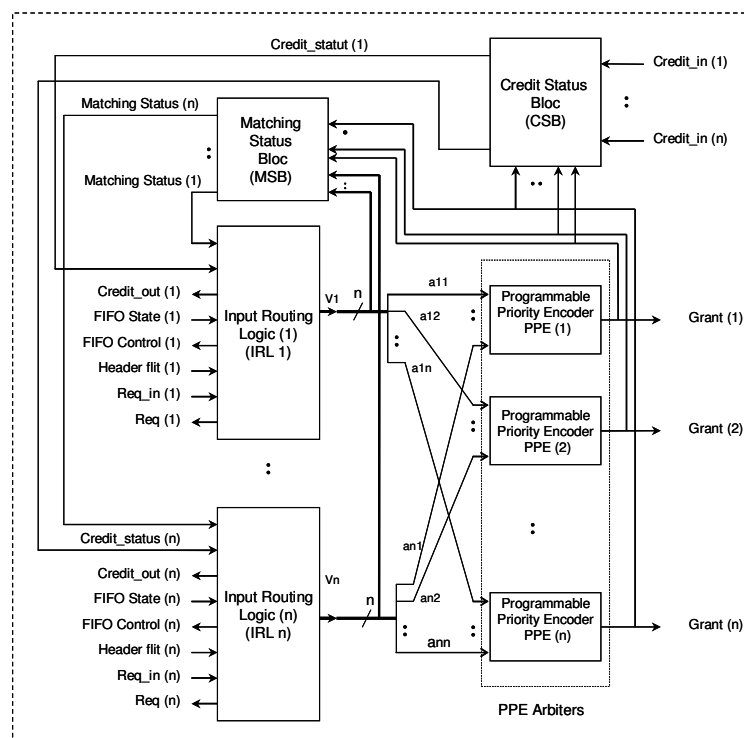 Credit_statut (1)
Credit Status
Bloc
(CSB)
Credit_in (1)
Credit_in (n)
Matching Status (n)
Matching
Status
Bloc
(MSB)
Matching Status (1)
Credit_out (1)
FIFO State (1)
FIFO Control (1)
Header flit (1)
Req_in (1)
Req (1)
Input Routing
Logic (1)
(IRL 1)
V1
n
a11
a12
a1n
Programmable
Priority Encoder
PPE (1)
Grant (1)
Programmable
Priority Encoder
PPE (2)
Grant (2)
Credit_status (n)
Credit_out (n)
FIFO State (n)
FIFO Control (n)
Header flit (n)
Req_in (n)
Req (n)
Input Routing
Logic (n)
(IRL n)
Vn
n
an1
an2
ann
Programmable
Priority Encoder
PPE (n)
Grant (n)
PPE Arbiters